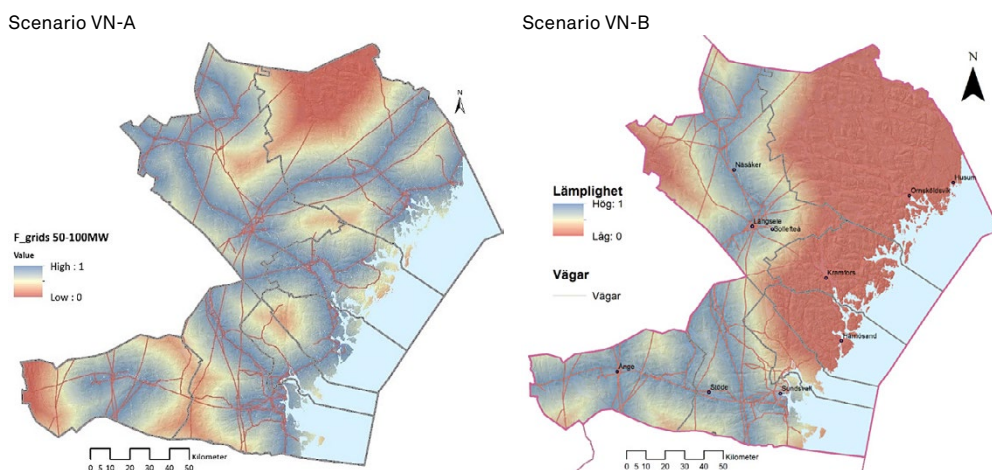 Scenario VN-A
Scenario VN-B
N
F_grids 50-100MW
Value
High : 1
Low : 0
Kilometer
0 5 10 20 30 40 50
N
Lämplighet
Hög: 1
Låg: 0
Vägar
Vägar
Näsåker
Husum
Örnsköldsvik
Långsele
Sollefteå
Kramfors
Härnösand
Ånge
Stöde
Sundsvall
Kilometer
0 5 10 20 30 40 50